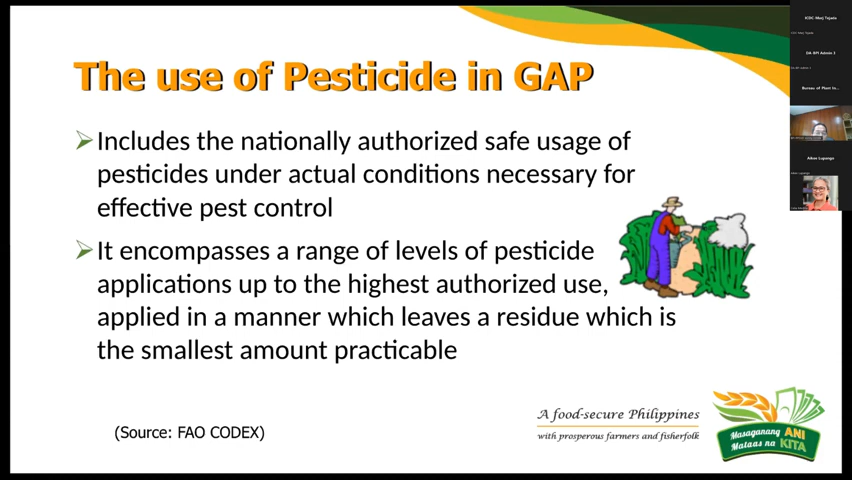 The use of Pesticide in GAP
Includes the nationally authorized safe usage of
pesticides under actual conditions necessary for
effective pest control
It encompasses a range of levels of pesticide
applications up to the highest authorized use,
applied in a manner which leaves a residue which is
the smallest amount practicable
(Source: FAO CODEX)
A food-secure Philippines
with prosperous farmers and fisherfolk
Masaganang ANI
Mataas na KITA
Bureau of Plant In...